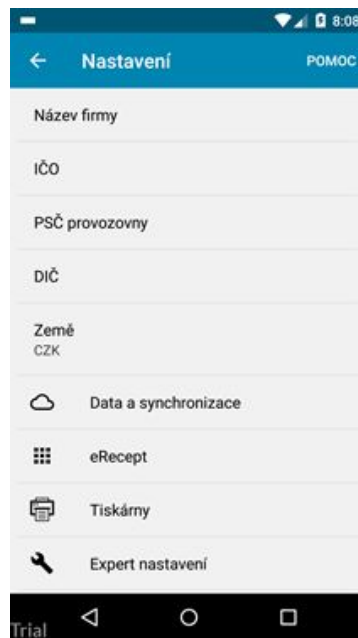 8:08
Nastavení
POMOC
Název firmy
IČO
PSČ provozovny
DIČ
Země
CZK
Data a synchronizace
eRecept
Tiskárny
Expert nastavení
Trial